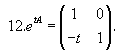 12. e^{tA} = \begin{pmatrix} 1 & 0 \\ -t & 1 \end{pmatrix}.